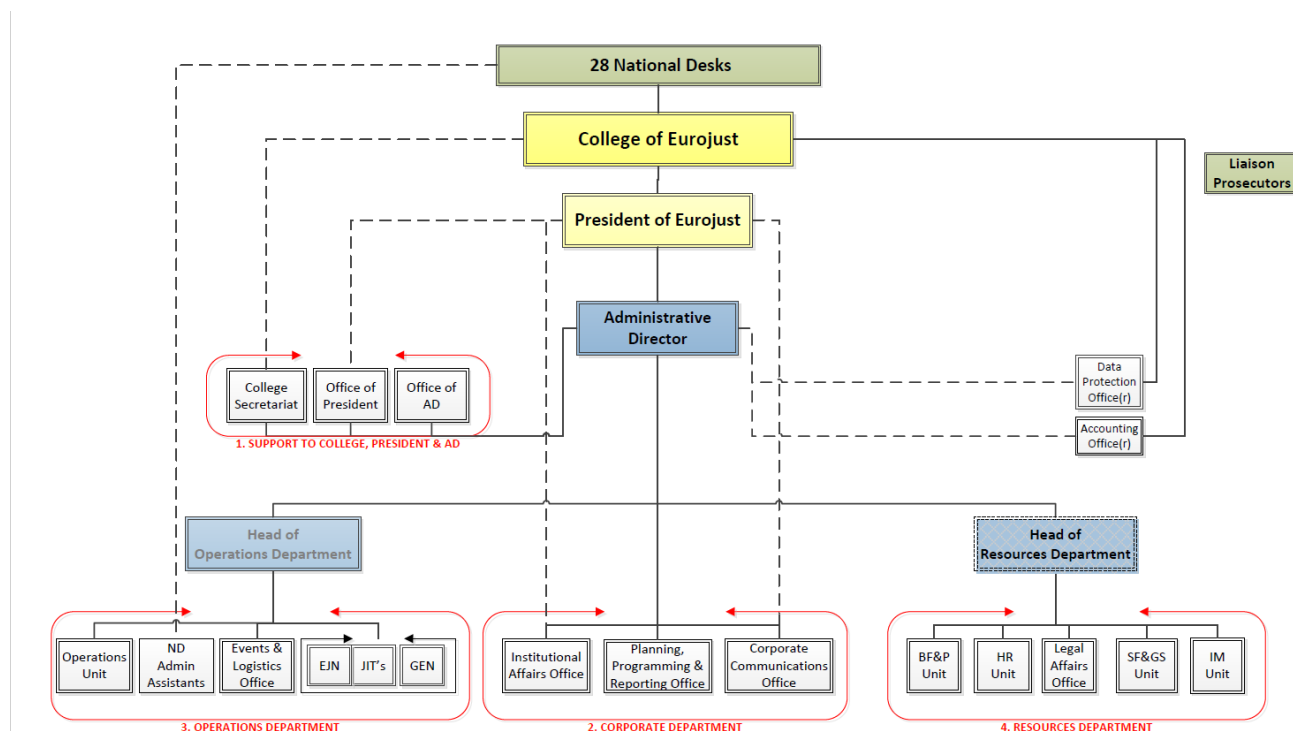 28 National Desks
College of Eurojust
Liaison
Prosecutors
President of Eurojust
Administrative
Director
College
Secretariat
Office of
President
Office of
AD
1. SUPPORT TO COLLEGE, PRESIDENT & AD
Data
Protection
Office(r)
Accounting
Office(r)
Head of
Operations Department
Head of
Resources Department
Operations
Unit
ND
Admin
Assistants
Events &
Logistics
Office
EJN
JIT's
GEN
3. OPERATIONS DEPARTMENT
Institutional
Affairs Office
Planning,
Programming &
Reporting Office
Corporate
Communications
Office
2. CORPORATE DEPARTMENT
BF&P
Unit
HR
Unit
Legal
Affairs
Office
SF&GS
Unit
IM
Unit
4. RESOURCES DEPARTMENT